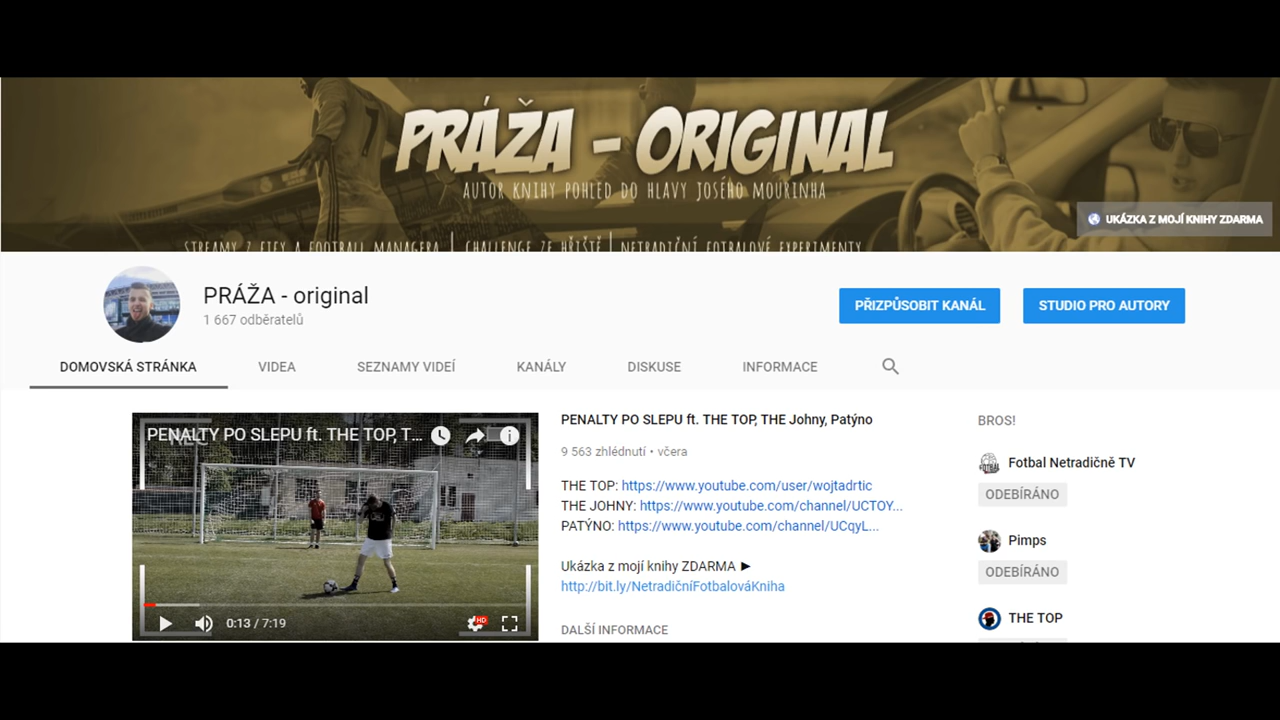 PRÁŽA - ORIGINAL
AUTOR KNIHY POHLED DO HLAVY JOSÉHO MOURINHA
UKÁZKA Z MOJÍ KNIHY ZDARMA
STREAMY Z FIFY A FOOTBALL MANAGERA | CHALLENGE ZE HŘIŠTĚ | NETRADIČNÍ FOTBALOVÉ EXPERIMENTY
PRÁŽA - original
1 667 odběratelů
PŘIZPŮSOBIT KANÁL
STUDIO PRO AUTORY
DOMOVSKÁ STRÁNKA VIDEA SEZNAMY VIDEÍ KANÁLY DISKUSE INFORMACE
PENALTY PO SLEPU ft. THE TOP, T...
0:13 / 7:19
HD
PENALTY PO SLEPU ft. THE TOP, THE Johny, Patýno
9 563 zhlédnutí • včera
THE TOP: https://www.youtube.com/user/wojtadrtic
THE JOHNY: https://www.youtube.com/channel/UCTOY...
PATÝNO: https://www.youtube.com/channel/UCqyL...
Ukázka z mojí knihy ZDARMA ►
http://bit.ly/NetradičníFotbalováKniha
DALŠÍ INFORMACE
BROS!
Fotbal Netradičně TV
ODEBÍRÁNO
Pimps
ODEBÍRÁNO
THE TOP